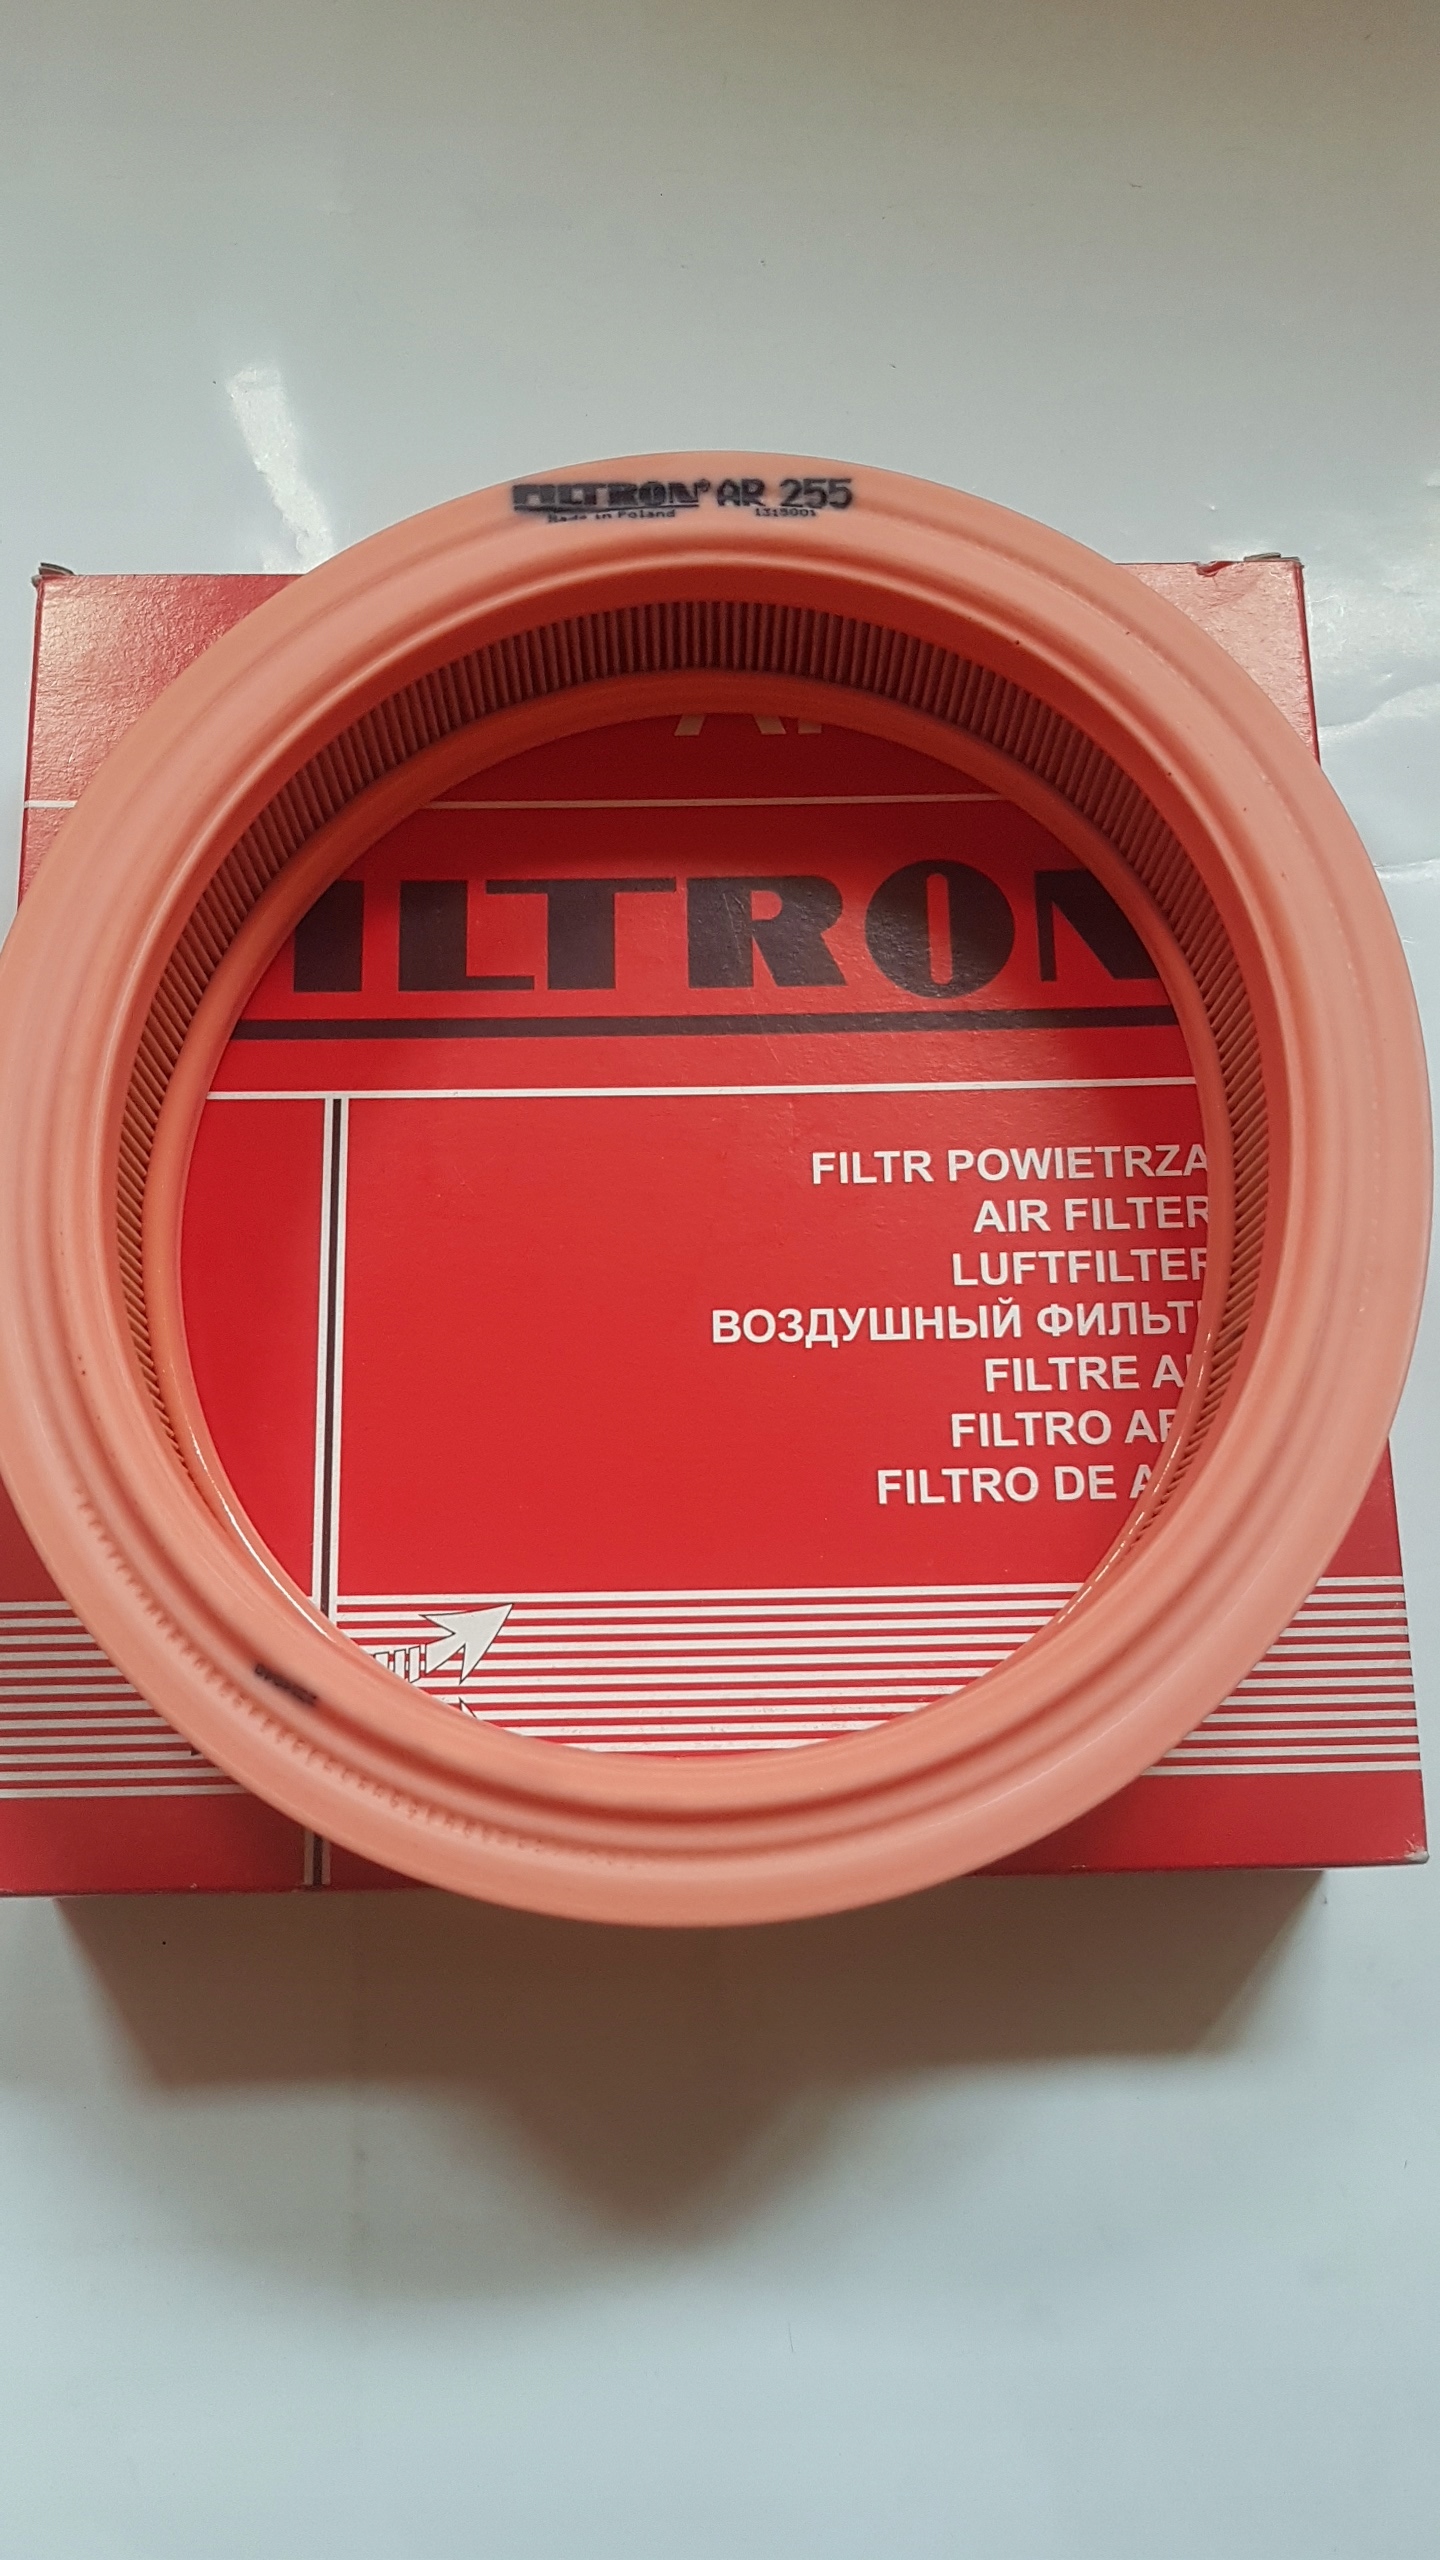 FILTRON® AR 255
Made in Poland 1315001
ILTRON
FILTR POWIETRZA
AIR FILTER
LUFTFILTER
ВОЗДУШНЫЙ ФИЛЬТ
FILTRE A
FILTRO AR
FILTRO DE A